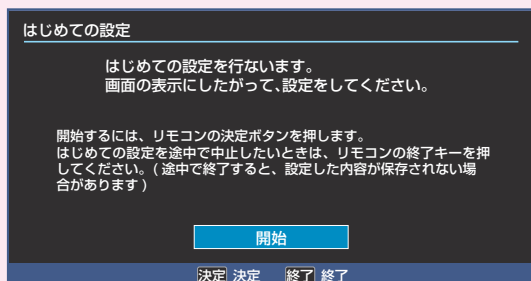 はじめての設定
はじめての設定を行ないます。
画面の表示にしたがって、設定をしてください。
開始するには、リモコンの決定ボタンを押します。
はじめての設定を途中で中止したいときは、リモコンの終了キーを押
してください。( 途中で終了すると、設定した内容が保存されない場
合があります )
開始
決定 決定 終了 終了